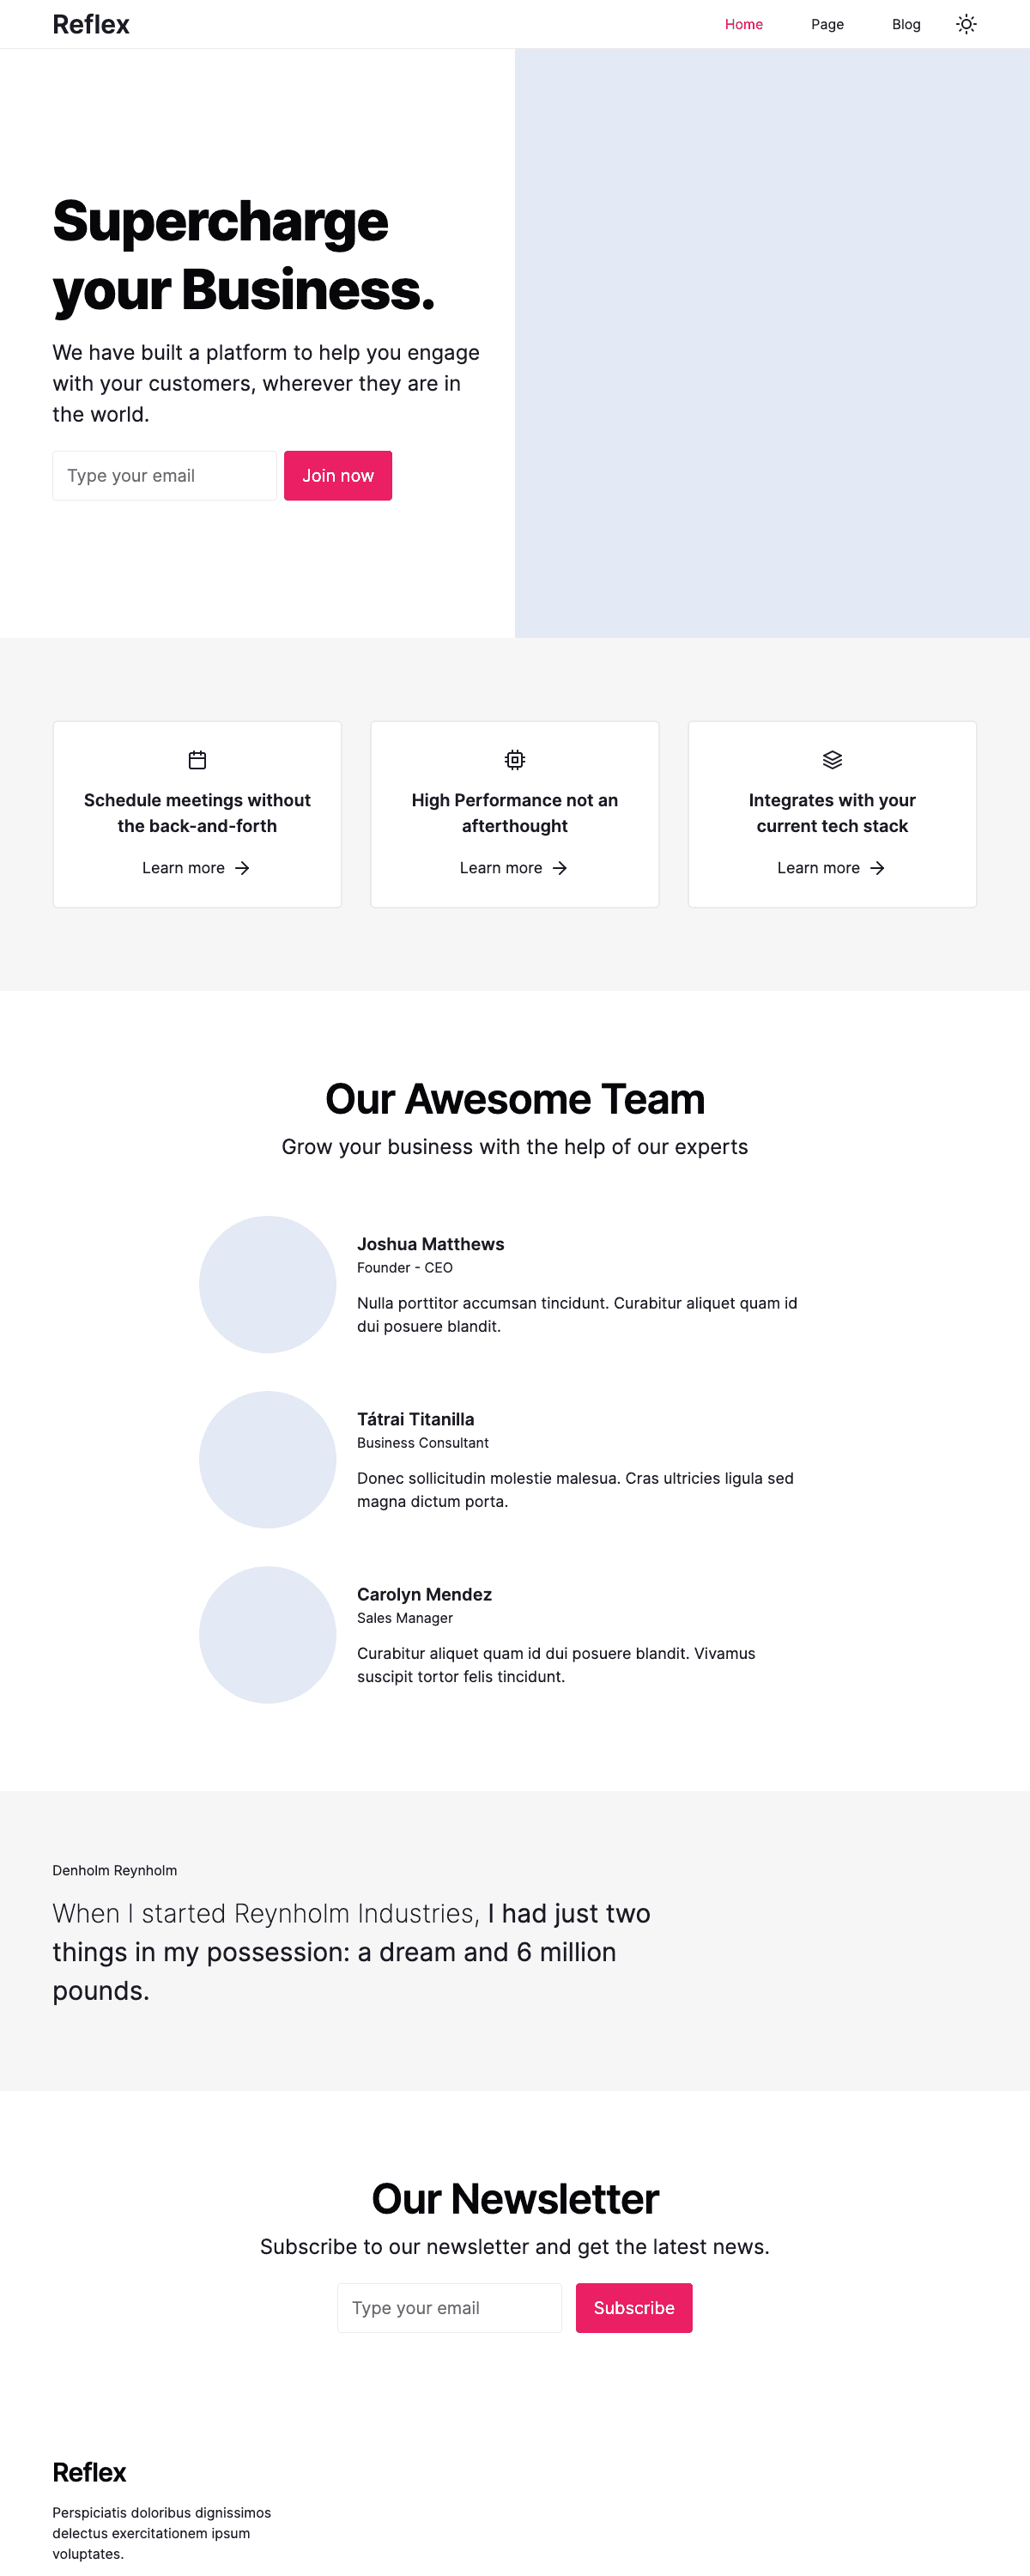 Reflex
Home
Page
Blog
Supercharge
your Business.
We have built a platform to help you engage
with your customers, wherever they are in
the world.
Type your email
Join now
Schedule meetings without
the back-and-forth
Learn more
High Performance not an
afterthought
Learn more
Integrates with your
current tech stack
Learn more
Our Awesome Team
Grow your business with the help of our experts
Joshua Matthews
Founder - CEO
Nulla porttitor accumsan tincidunt. Curabitur aliquet quam id
dui posuere blandit.
Tátrai Titanilla
Business Consultant
Donec sollicitudin molestie malesua. Cras ultricies ligula sed
magna dictum porta.
Carolyn Mendez
Sales Manager
Curabitur aliquet quam id dui posuere blandit. Vivamus
suscipit tortor felis tincidunt.
Denholm Reynholm
When I started Reynholm Industries, I had just two
things in my possession: a dream and 6 million
pounds.
Our Newsletter
Subscribe to our newsletter and get the latest news.
Type your email
Subscribe
Reflex
Perspiciatis doloribus dignissimos
delectus exercitationem ipsum
voluptates.